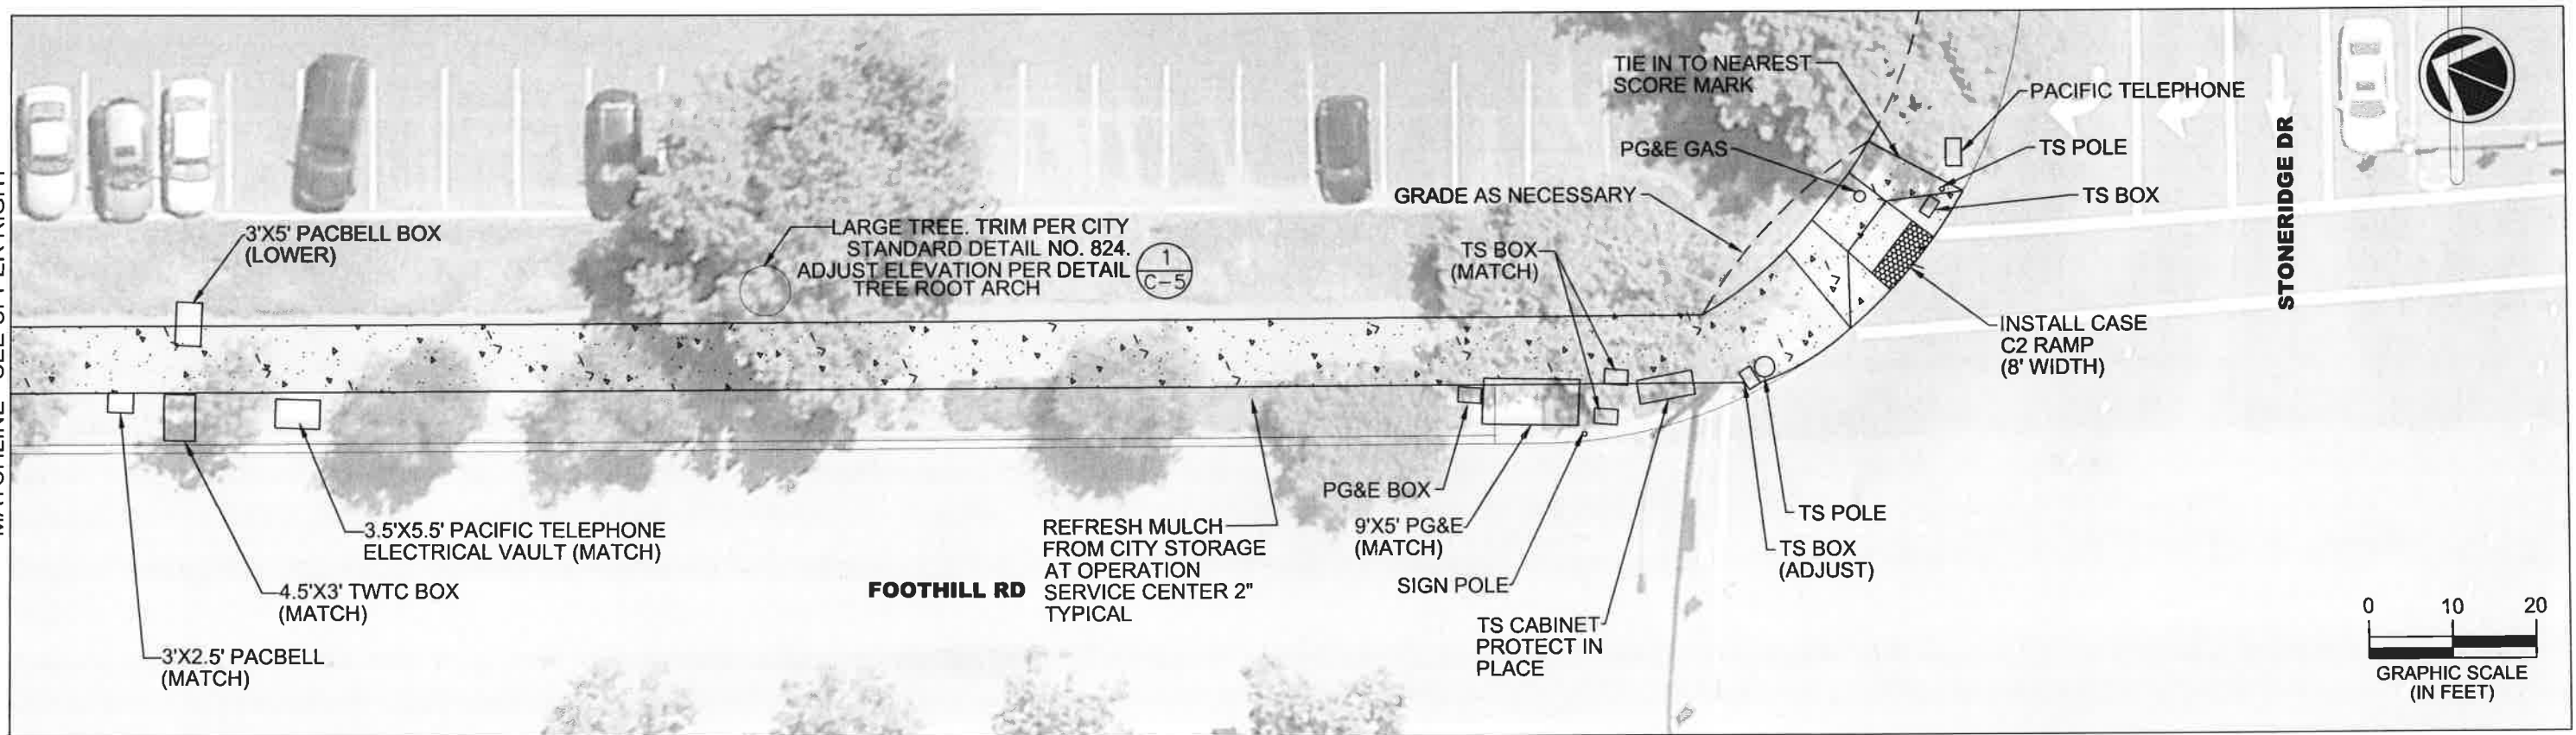 MATCHLINE - SEE UPPER RIGHT
TIE IN TO NEAREST
SCORE MARK
PACIFIC TELEPHONE
PG&E GAS
TS POLE
GRADE AS NECESSARY
TS BOX
STONERIDGE DR
3'X5' PACBELL BOX
(LOWER)
LARGE TREE. TRIM PER CITY
STANDARD DETAIL NO. 824.
ADJUST ELEVATION PER DETAIL
TREE ROOT ARCH
1
C-5
TS BOX
(MATCH)
INSTALL CASE
C2 RAMP
(8' WIDTH)
3.5'X5.5' PACIFIC TELEPHONE
ELECTRICAL VAULT (MATCH)
4.5'X3' TWTC BOX
(MATCH)
3'X2.5' PACBELL
(MATCH)
FOOTHILL RD
REFRESH MULCH
FROM CITY STORAGE
AT OPERATION
SERVICE CENTER 2"
TYPICAL
PG&E BOX
9'X5' PG&E
(MATCH)
SIGN POLE
TS CABINET
PROTECT IN
PLACE
TS POLE
TS BOX
(ADJUST)
0 10 20
GRAPHIC SCALE
(IN FEET)